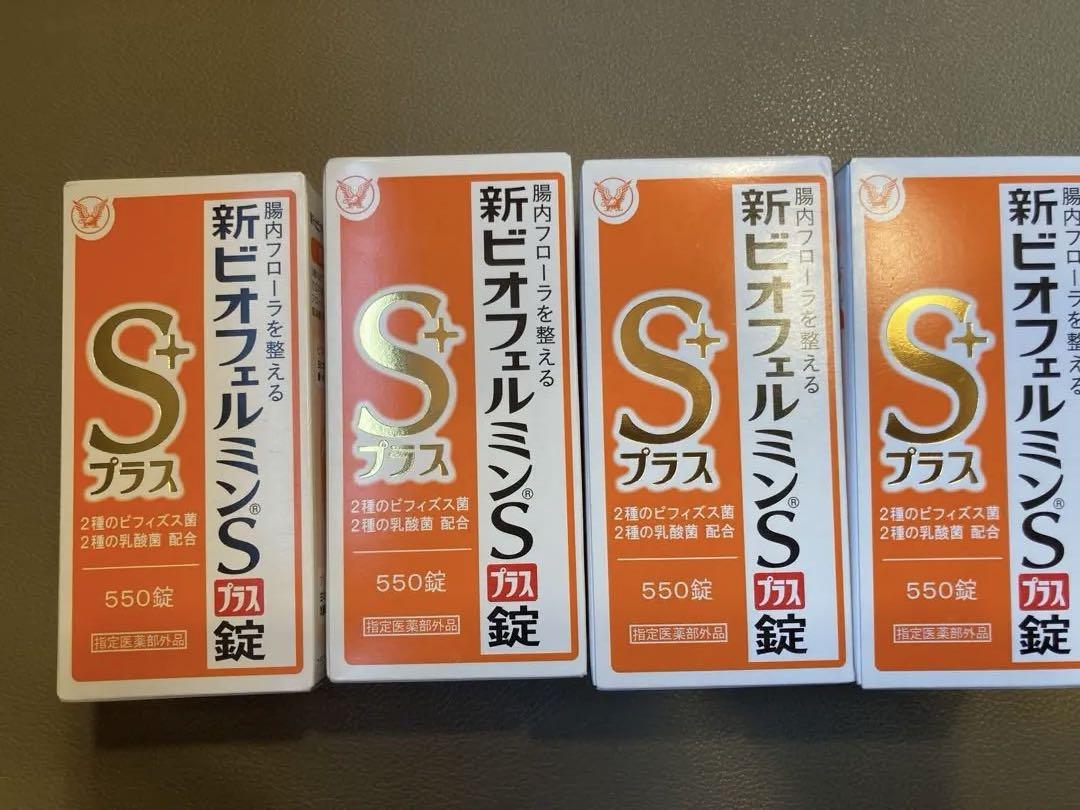 腸内フローラを整える
新ビオフェルミン®S
プラス
錠
S+
プラス
2種のビフィズス菌
2種の乳酸菌 配合
550錠
指定医薬部外品
腸内フローラを整える
新ビオフェルミン®S
プラス
錠
S+
プラス
2種のビフィズス菌
2種の乳酸菌 配合
550錠
指定医薬部外品
腸内フローラを整える
新ビオフェルミン®S
プラス
錠
S+
プラス
2種のビフィズス菌
2種の乳酸菌 配合
550錠
指定医薬部外品
腸内フローラを整える
新ビオフェルミン®S
プラス
錠
S+
プラス
2種のビフィズス菌
2種の乳酸菌 配合
550錠
指定医薬部外品